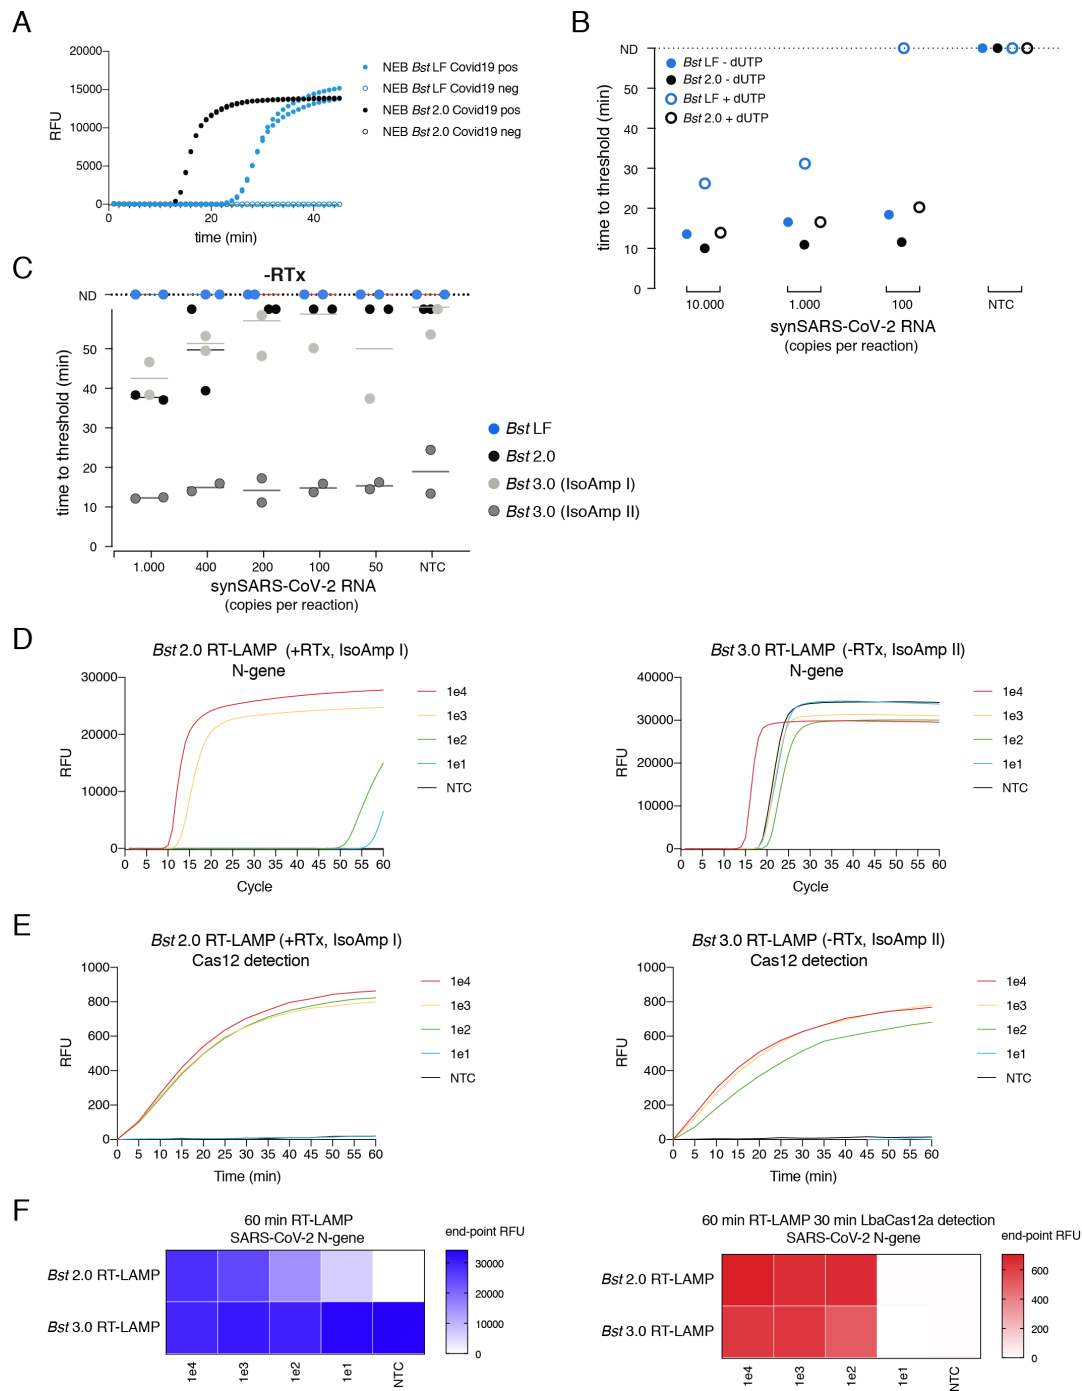 A
20000
15000
10000
5000
0
RFU
0
20
40
time (min)
NEB Bst LF Covid19 pos
NEB Bst LF Covid19 neg
NEB Bst 2.0 Covid19 pos
NEB Bst 2.0 Covid19 neg
B
ND
50
40
30
20
10
0
time to threshold (min)
Bst LF - dUTP
Bst 2.0 - dUTP
Bst LF + dUTP
Bst 2.0 + dUTP
10.000
1.000
100
NTC
synSARS-CoV-2 RNA
(copies per reaction)
C
-RTx
ND
50
40
30
20
10
0
time to threshold (min)
1.000
400
200
100
50
NTC
synSARS-CoV-2 RNA
(copies per reaction)
Bst LF
Bst 2.0
Bst 3.0 (IsoAmp I)
Bst 3.0 (IsoAmp II)
D
Bst 2.0 RT-LAMP (+RTx, IsoAmp I)
N-gene
30000
20000
10000
0
RFU
0 5 10 15 20 25 30 35 40 45 50 55 60
Cycle
1e4
1e3
1e2
1e1
NTC
Bst 3.0 RT-LAMP (-RTx, IsoAmp II)
N-gene
40000
30000
20000
10000
0
RFU
0 5 10 15 20 25 30 35 40 45 50 55 60
Cycle
1e4
1e3
1e2
1e1
NTC
E
Bst 2.0 RT-LAMP (+RTx, IsoAmp I)
Cas12 detection
1000
800
600
400
200
0
RFU
0 5 10 15 20 25 30 35 40 45 50 55 60
Time (min)
1e4
1e3
1e2
1e1
NTC
Bst 3.0 RT-LAMP (-RTx, IsoAmp II)
Cas12 detection
1000
800
600
400
200
0
RFU
0 5 10 15 20 25 30 35 40 45 50 55 60
Time (min)
1e4
1e3
1e2
1e1
NTC
F
60 min RT-LAMP
SARS-CoV-2 N-gene
Bst 2.0 RT-LAMP
Bst 3.0 RT-LAMP
1e4
1e3
1e2
1e1
NTC
end-point RFU
30000
20000
10000
0
60 min RT-LAMP 30 min LbaCas12a detection
SARS-CoV-2 N-gene
Bst 2.0 RT-LAMP
Bst 3.0 RT-LAMP
1e4
1e3
1e2
1e1
NTC
end-point RFU
600
400
200
0